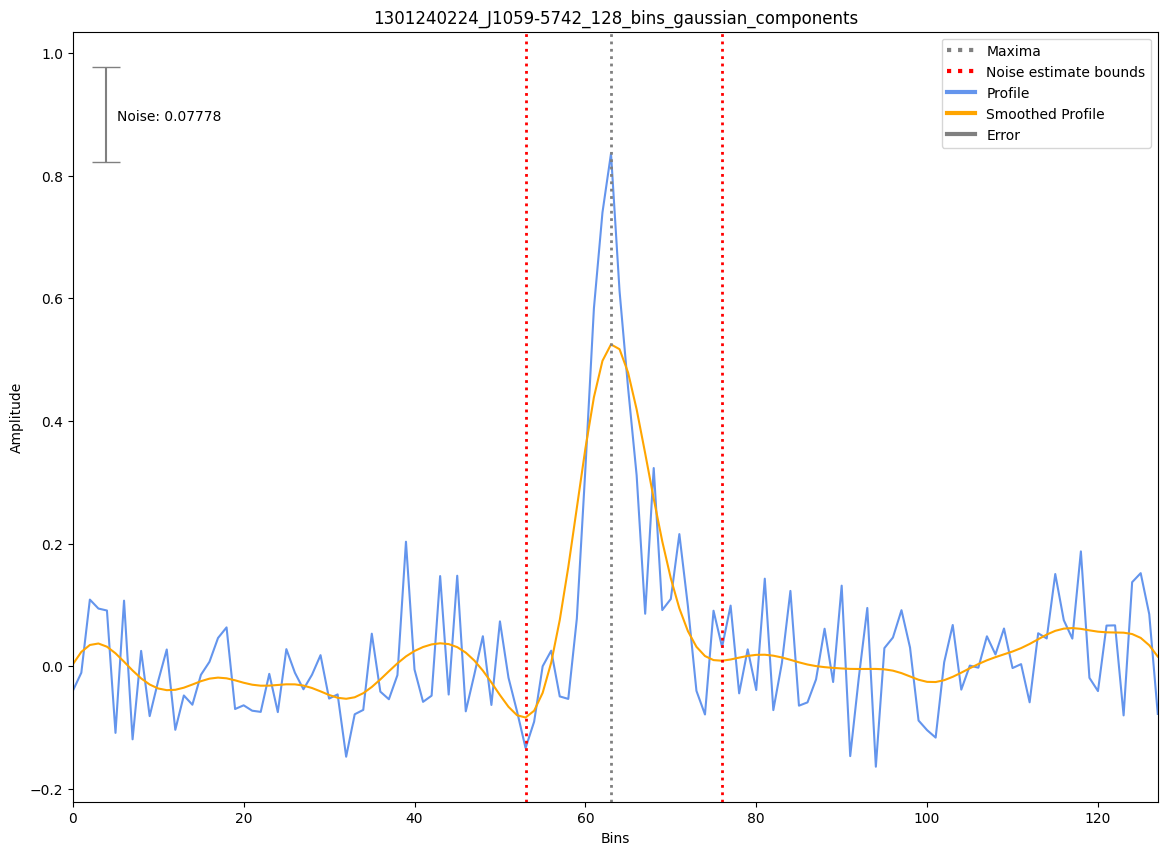 1301240224_J1059-5742_128_bins_gaussian_components
Maxima
Noise estimate bounds
Profile
Smoothed Profile
Error
Noise: 0.07778
Amplitude
1.0
0.8
0.6
0.4
0.2
0.0
−0.2
0 20 40 60 80 100 120
Bins